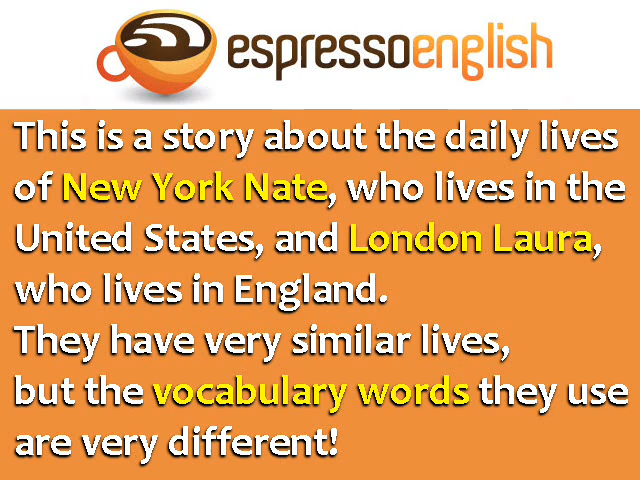 espressoenglish
This is a story about the daily lives
of New York Nate, who lives in the
United States, and London Laura,
who lives in England.
They have very similar lives,
but the vocabulary words they use
are very different!